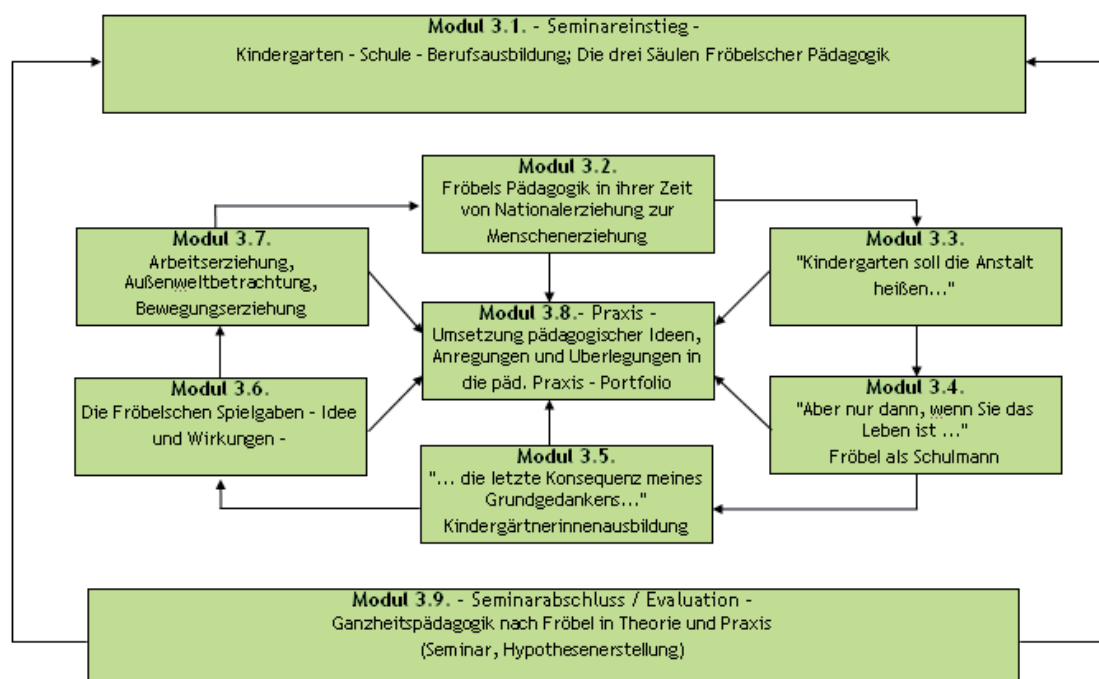 Modul 3.1. - Seminareinstieg -
Kindergarten - Schule - Berufsausbildung; Die drei Säulen Fröbelscher Pädagogik
Modul 3.2.
Fröbels Pädagogik in ihrer Zeit
von Nationalerziehung zur
Menschenerziehung
Modul 3.7.
Arbeitserziehung,
Außenweltbetrachtung,
Bewegungserziehung
Modul 3.3.
"Kindergarten soll die Anstalt
heißen..."
Modul 3.8.- Praxis -
Umsetzung pädagogischer Ideen,
Anregungen und Uberlegungen in
die päd. Praxis - Portfolio
Modul 3.6.
Die Fröbelschen Spielgaben - Idee
und Wirkungen -
Modul 3.4.
"Aber nur dann, wenn Sie das
Leben ist ..."
Fröbel als Schulmann
Modul 3.5.
"... die letzte Konsequenz meines
Grundgedankens..."
Kindergärtnerinnenausbildung
Modul 3.9. - Seminarabschluss / Evaluation -
Ganzheitspädagogik nach Fröbel in Theorie und Praxis
(Seminar, Hypothesenerstellung)